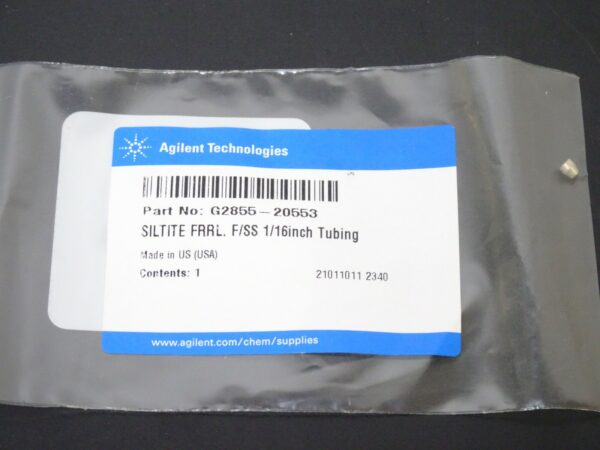 Agilent Technologies
Part No: G2855-20553
SILTITE FRRL. F/SS 1/16inch Tubing
Made in US (USA)
Contents: 1
21011011 2340
www.agilent.com/chem/supplies